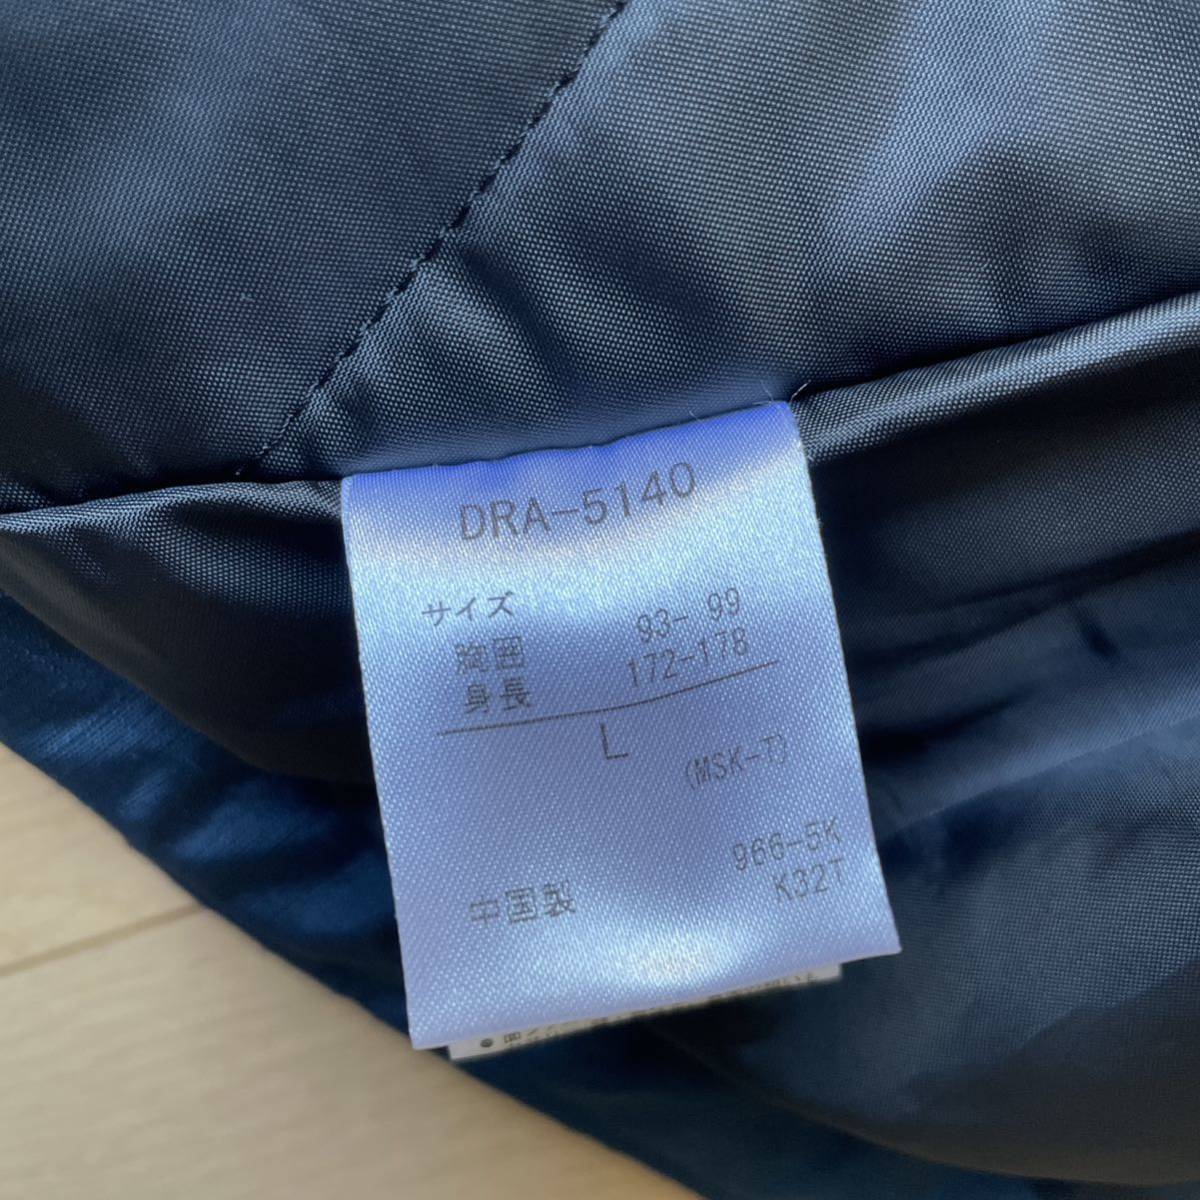 DRA-5140
サイズ
胸囲 93- 99
身長 172-178
L
(MSK-T)
966-5K
中国製 K32T